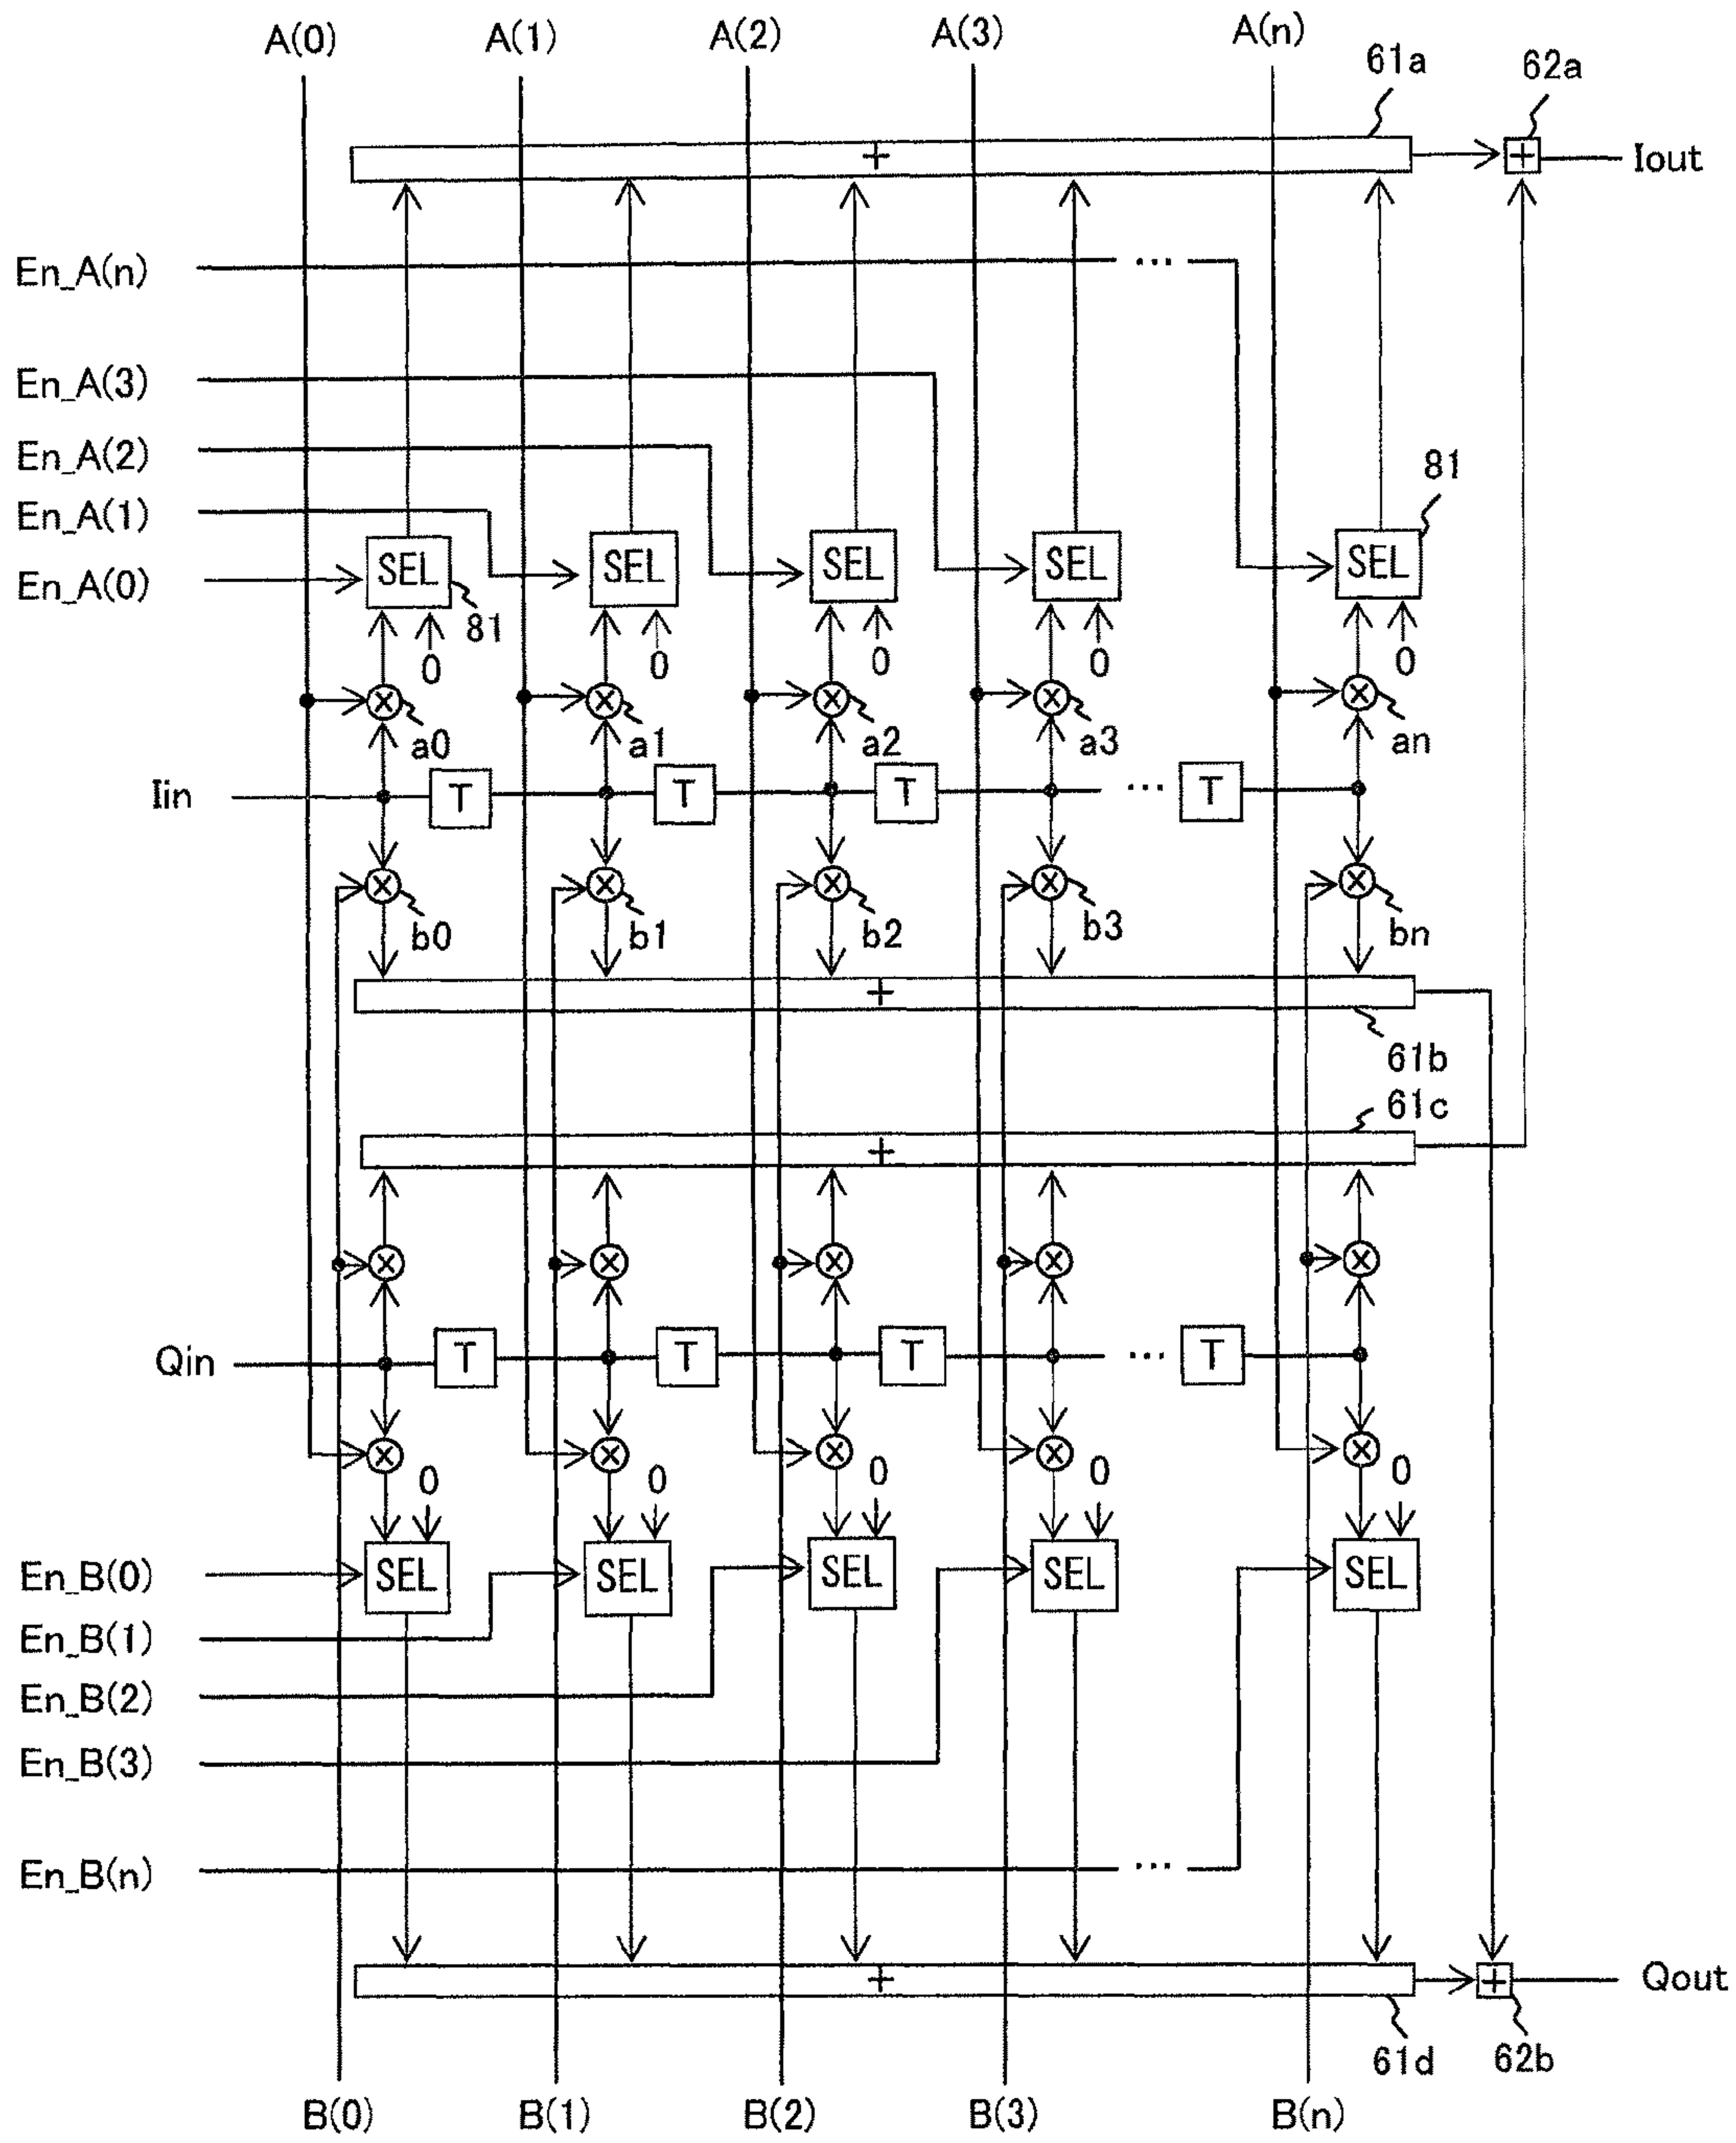 A(0) A(1) A(2) A(3) A(n)
61a 62a
+ + Iout
En_A(n) ...
En_A(3)
En_A(2)
81
En_A(1)
SEL SEL SEL SEL SEL
En_A(0)
81
0 0 0 0 0
a0 a1 a2 a3 an
Iin T T T ... T
b0 b1 b2 b3 bn
+
61b
61c
+
Qin T T T ... T
0 0 0 0 0
En_B(0) SEL SEL SEL SEL SEL
En_B(1)
En_B(2)
En_B(3)
En_B(n) ...
+ + Qout
61d 62b
B(0) B(1) B(2) B(3) B(n)